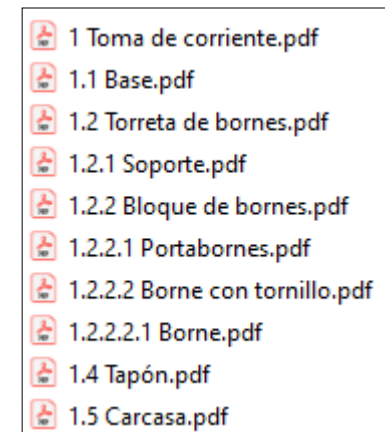 1 Toma de corriente.pdf
1.1 Base.pdf
1.2 Torreta de bornes.pdf
1.2.1 Soporte.pdf
1.2.2 Bloque de bornes.pdf
1.2.2.1 Portabornes.pdf
1.2.2.2 Borne con tornillo.pdf
1.2.2.2.1 Borne.pdf
1.4 Tapón.pdf
1.5 Carcasa.pdf